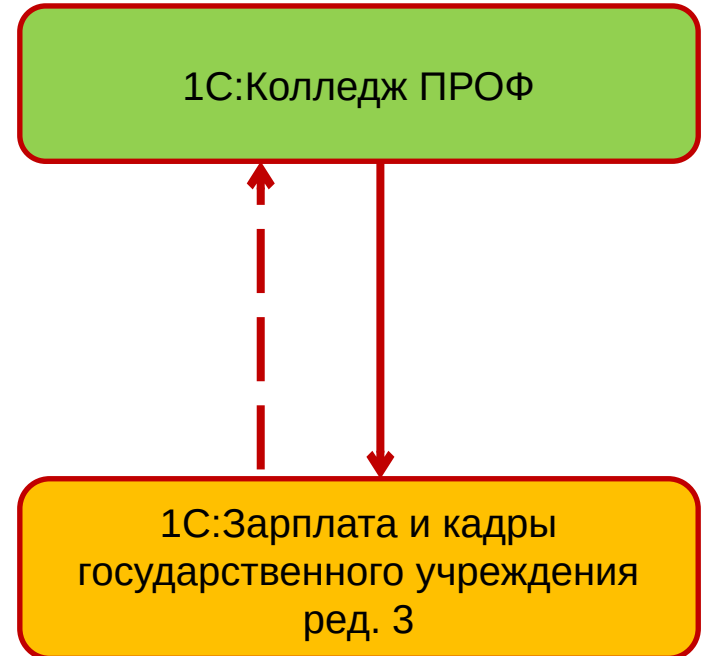 1С:Колледж ПРОФ
1С:Зарплата и кадры
государственного учреждения
ред. 3